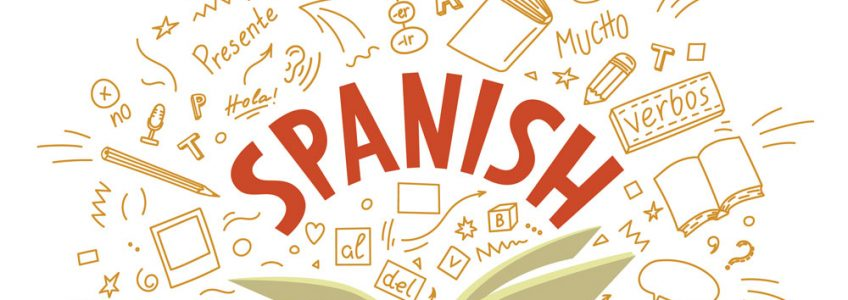 Presente
-er
-ir
A
MUCHO
T
no
P
T
Hola!
verbos
SPANISH
B
al
V
del